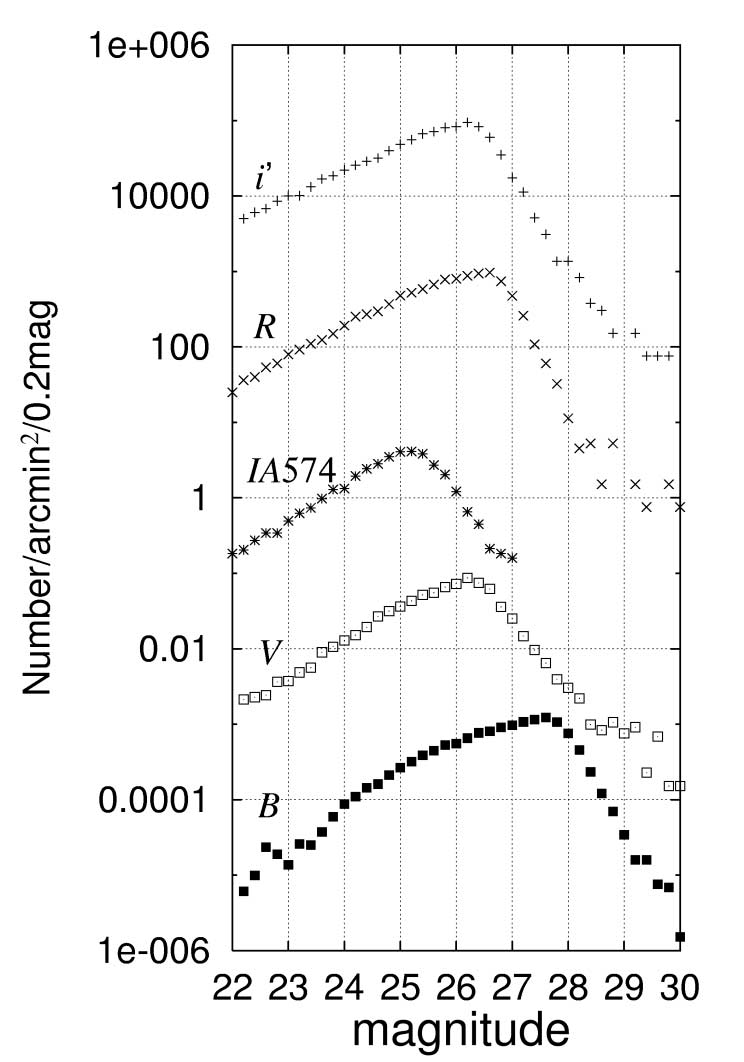 1e+006
i’
10000
R
100
IA574
1
V
0.01
B
0.0001
1e-006
22 23 24 25 26 27 28 29 30
magnitude
Number/arcmin²/0.2mag